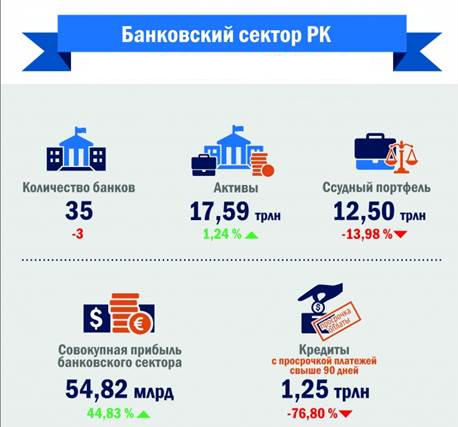 Банковский сектор РК
Количество банков
35
-3
Активы
17,59 трлн
1,24 %
Ссудный портфель
12,50 трлн
-13,98 %
$
€
Совокупная прибыль
банковского сектора
54,82 млрд
44,83 %
$
просрочка
оплаты
Кредиты
с просрочкой платежей
свыше 90 дней
1,25 трлн
-76,80 %